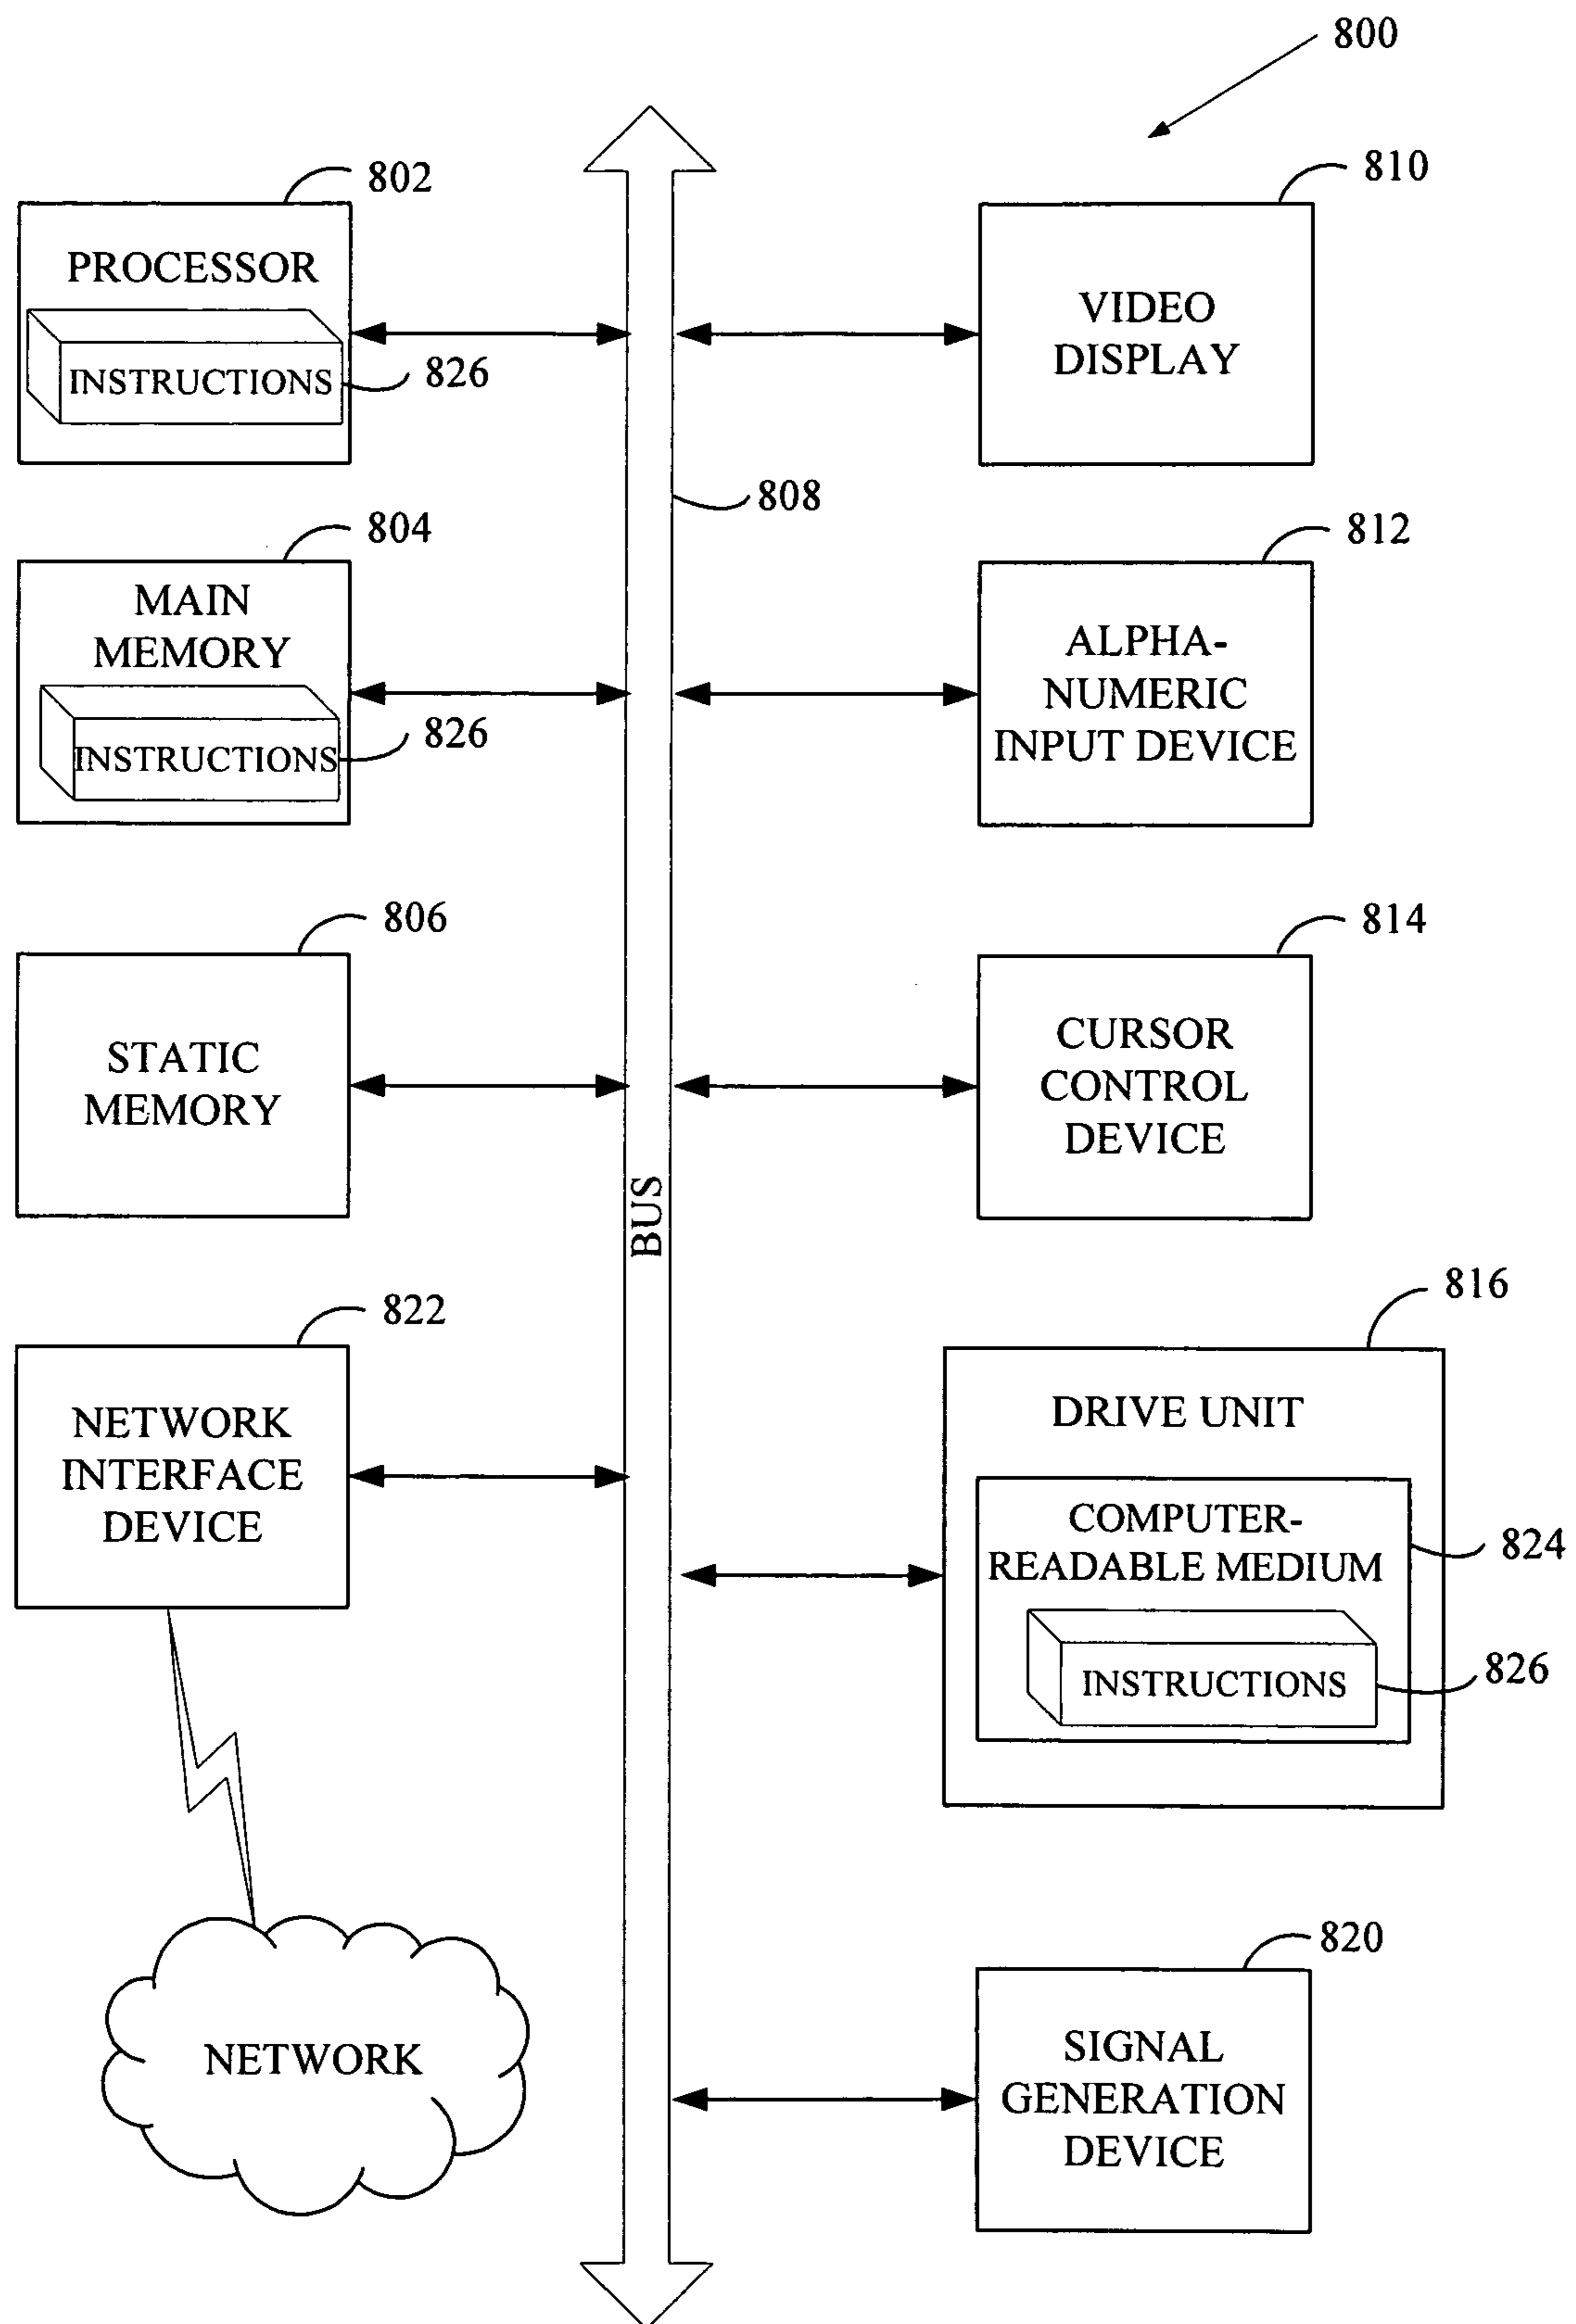 800
802
PROCESSOR
INSTRUCTIONS
826
810
VIDEO
DISPLAY
808
804
MAIN
MEMORY
INSTRUCTIONS
826
812
ALPHA-
NUMERIC
INPUT DEVICE
806
STATIC
MEMORY
814
CURSOR
CONTROL
DEVICE
BUS
822
NETWORK
INTERFACE
DEVICE
816
DRIVE UNIT
COMPUTER-
READABLE MEDIUM
824
INSTRUCTIONS
826
NETWORK
820
SIGNAL
GENERATION
DEVICE